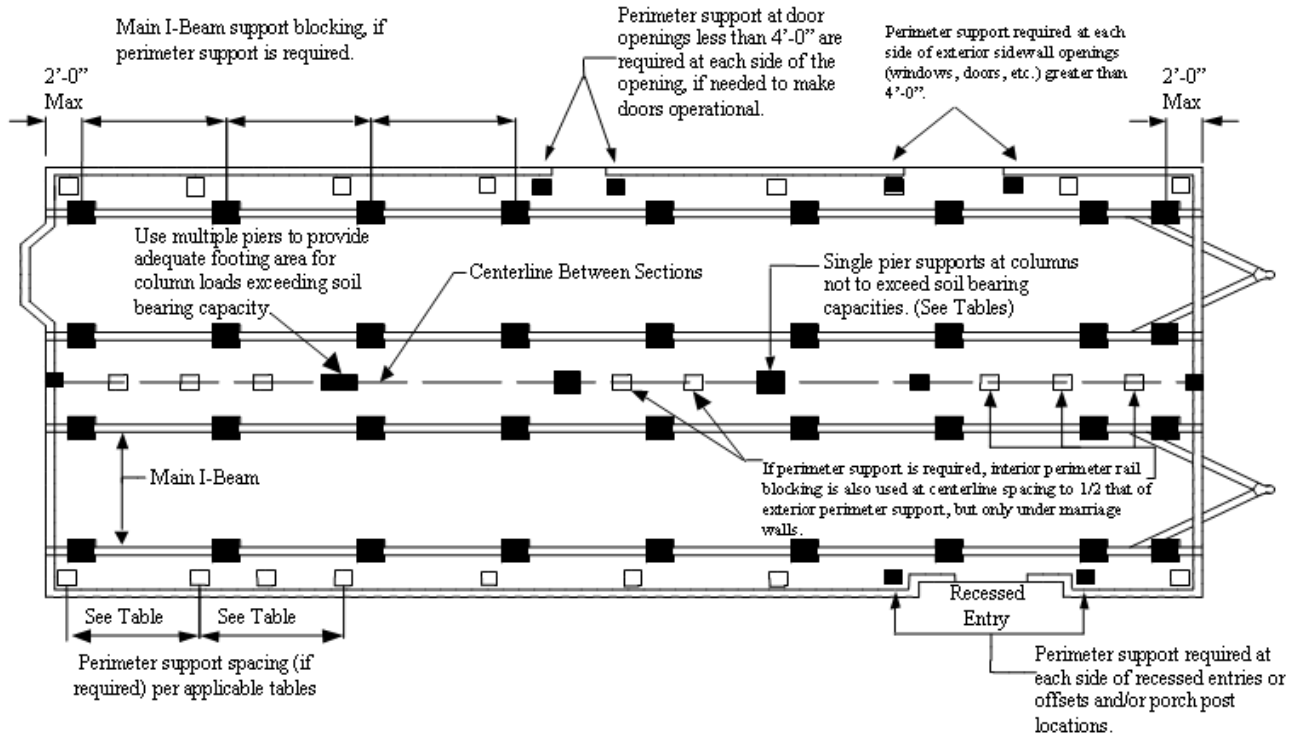 Main I-Beam support blocking, if
perimeter support is required.
2’-0”
Max
Perimeter support at door
openings less than 4’-0” are
required at each side of the
opening, if needed to make
doors operational.
Perimeter support required at each
side of exterior sidewall openings
(windows, doors, etc.) greater than
4’-0”.
2’-0”
Max
Use multiple piers to provide
adequate footing area for
column loads exceeding soil
bearing capacity
Centerline Between Sections
Single pier supports at columns
not to exceed soil bearing
capacities. (See Tables)
Main I-Beam
If perimeter support is required, interior perimeter rail
blocking is also used at centerline spacing to 1/2 that of
exterior perimeter support, but only under marriage
walls.
See Table
See Table
Perimeter support spacing (if
required) per applicable tables
Recessed
Entry
Perimeter support required at
each side of recessed entries or
offsets and/or porch post
locations.